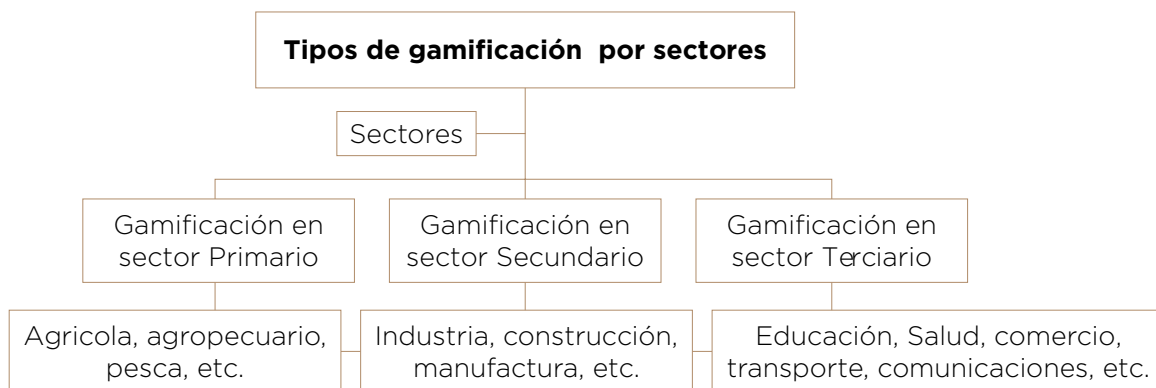 Tipos de gamificación por sectores
Sectores
Gamificación en
sector Primario
Gamificación en
sector Secundario
Gamificación en
sector Terciario
Agricola, agropecuario,
pesca, etc.
Industria, construcción,
manufactura, etc.
Educación, Salud, comercio,
transporte, comunicaciones, etc.